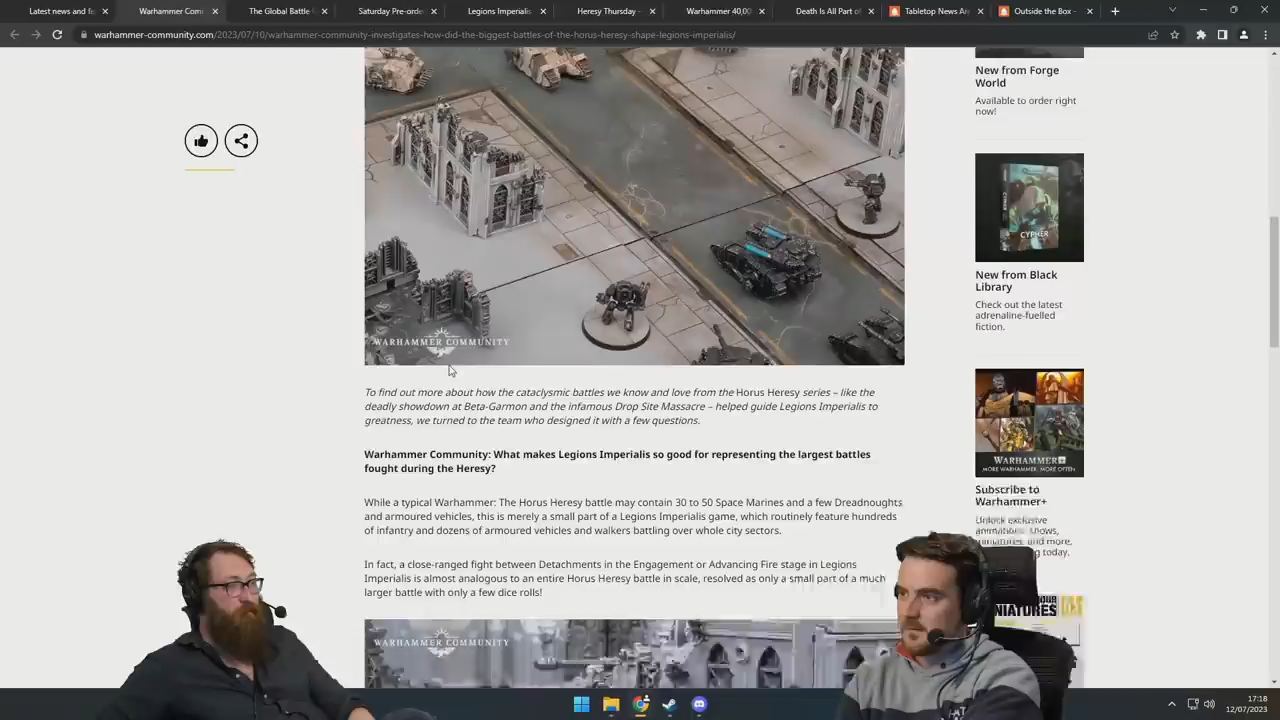 Latest news and fe
Warhammer Com
The Global Battle
Saturday Pre-orde
Legions Imperialis
Heresy Thursday -
Warhammer 40,00
Death Is All Part of
Tabletop News An
Outside the Box -
warhammer-community.com/2023/07/10/warhammer-community-investigates-how-did-the-biggest-battles-of-the-horus-heresy-shape-legions-imperialis/
WARHAMMER COMMUNITY
To find out more about how the cataclysmic battles we know and love from the Horus Heresy series – like the
deadly showdown at Beta-Garmon and the infamous Drop Site Massacre – helped guide Legions Imperialis to
greatness, we turned to the team who designed it with a few questions.
Warhammer Community: What makes Legions Imperialis so good for representing the largest battles
fought during the Heresy?
While a typical Warhammer: The Horus Heresy battle may contain 30 to 50 Space Marines and a few Dreadnoughts
and armoured vehicles, this is merely a small part of a Legions Imperialis game, which routinely feature hundreds
of infantry and dozens of armoured vehicles and walkers battling over whole city sectors.
In fact, a close-ranged fight between Detachments in the Engagement or Advancing Fire stage in Legions
Imperialis is almost analogous to an entire Horus Heresy battle in scale, resolved as only a small part of a much
larger battle with only a few dice rolls!
WARHAMMER COMMUNITY
New from Forge
World
Available to order right
now!
CYPHER
New from Black
Library
Check out the latest
adrenaline-fuelled
fiction.
WARHAMMER+
MORE WARHAMMER. MORE OFTEN
Subscribe to
Warhammer+
Unlock exclusive
animations, shows,
miniatures, and more,
g today.
NIATURES
17:18
12/07/2023